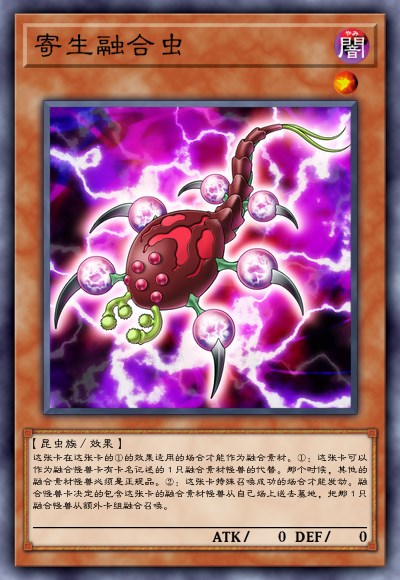 寄生融合虫
やみ
闇
【昆虫族／效果】
这张卡在这张卡的①的效果适用的场合才能作为融合素材。①：这张卡可以
作为融合怪兽卡有卡名记述的１只融合素材怪兽的代替。那个时候，其他的
融合素材怪兽必须是正规品。②：这张卡特殊召唤成功的场合才能发动。融
合怪兽卡决定的包含这张卡的融合素材怪兽从自己场上送去墓地，把那１只
融合怪兽从额外卡组融合召唤。
ATK/ 0 DEF/ 0